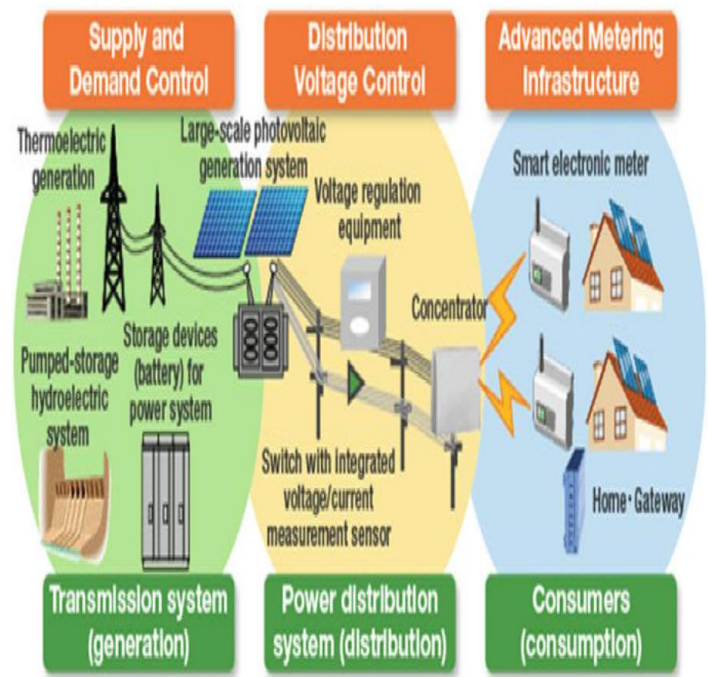 Supply and
Demand Control
Distribution
Voltage Control
Advanced Metering
Infrastructure
Thermoelectric
generation
Large-scale photovoltaic
generation system
Voltage regulation
equipment
Smart electronic meter
Concentrator
Storage devices
(battery) for
power system
Pumped-storage
hydroelectric
system
Switch with integrated
voltage/current
measurement sensor
Home·Gateway
Transmission system
(generation)
Power distribution
system (distribution)
Consumers
(consumption)